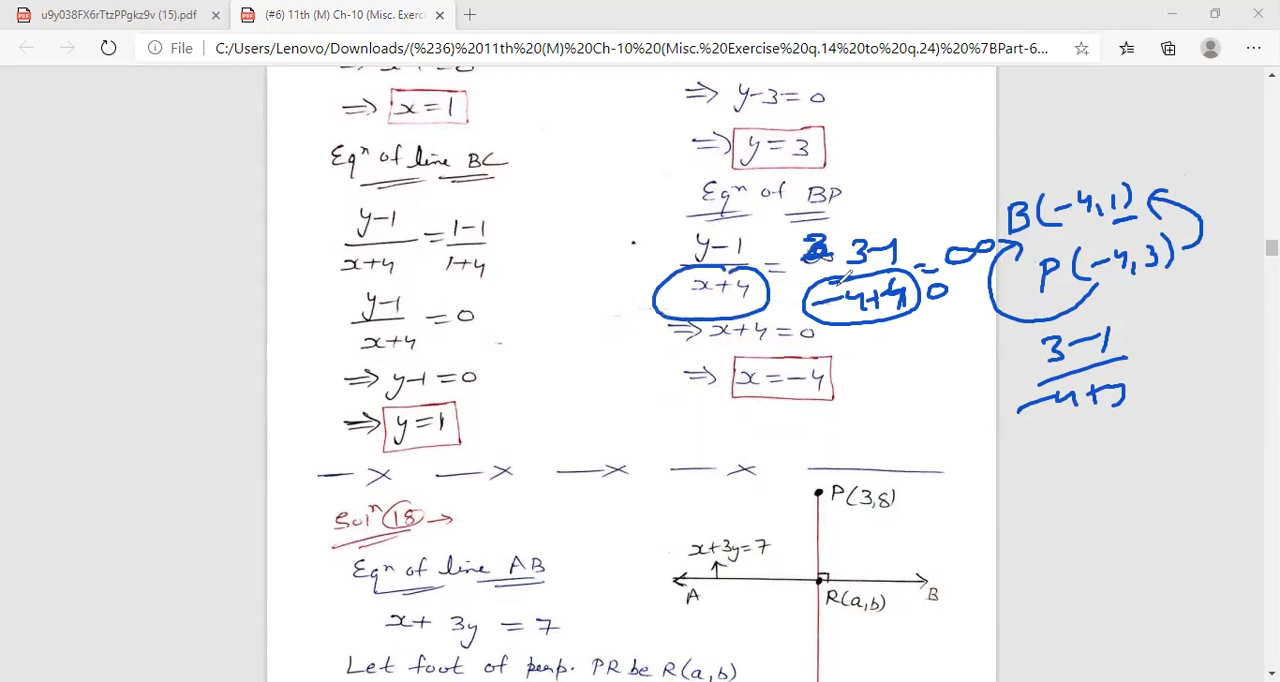 u9y038FX6rTtzPPgkz9v (15).pdf
(#6) 11th (M) Ch-10 (Misc. Exerci
File
C:/Users/Lenovo/Downloads/(%236)%2011th%20(M)%20Ch-10%20(Misc.%20Exercise%20q.14%20to%20q.24)%20%7BPart-6...
⇒ x = 1
Eqⁿ of line BC
y-1 / x+4 = 1-1 / 1+4
y-1 / x+4 = 0
⇒ y-1 = 0
⇒ y = 1
⇒ y-3 = 0
⇒ y = 3
Eqⁿ of BP
y-1 / x+4 = 3-1 / -4+4 = ∞
0
⇒ x+4 = 0
⇒ x = -4
B(-4,1)
P(-4,3)
3-1
Solⁿ 18 →
Eqⁿ of line AB
x+ 3y = 7
Let foot of perp. PR be R(a,b)
P(3,8)
x+3y=7
A
R(a,b)
B